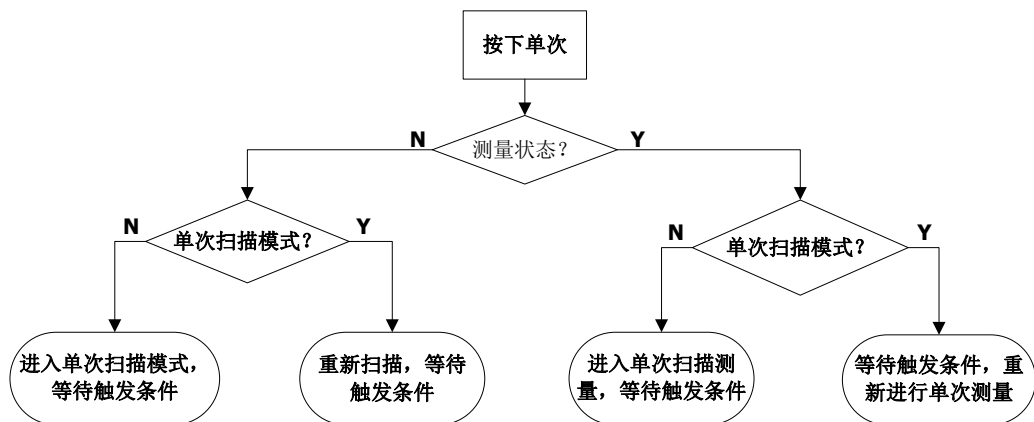 按下单次
N
测量状态？
Y
N
单次扫描模式？
Y
N
单次扫描模式？
Y
进入单次扫描模式，
等待触发条件
重新扫描，等待
触发条件
进入单次扫描测
量，等待触发条件
等待触发条件，重
新进行单次测量